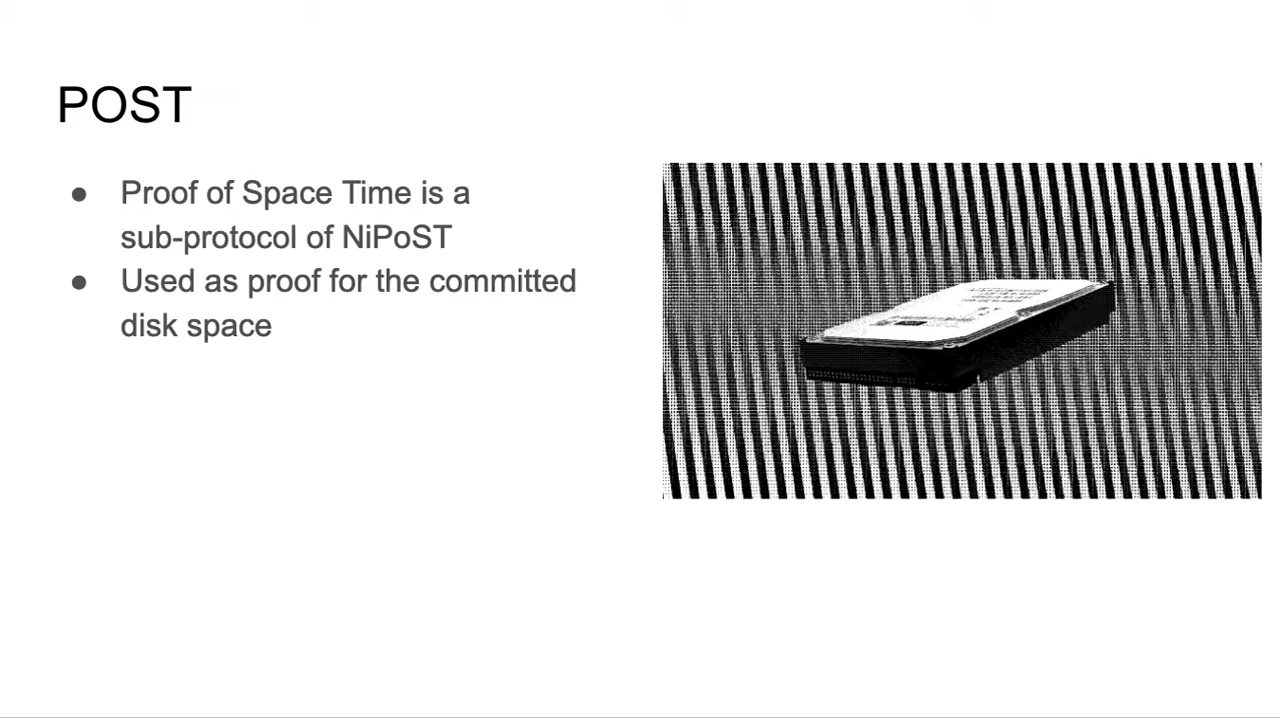 POST
● Proof of Space Time is a
sub-protocol of NiPoST
● Used as proof for the committed
disk space